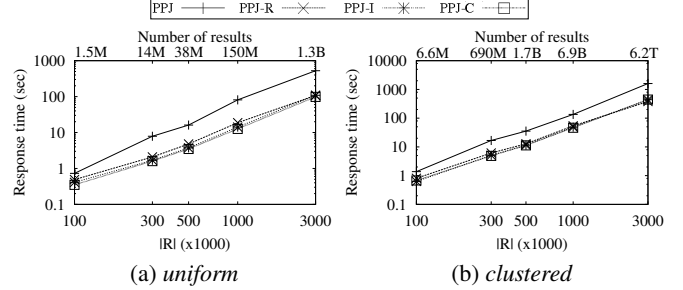 PPJ PPJ-R PPJ-I PPJ-C
Number of results
1.5M 14M 38M 150M 1.3B
Response time (sec)
1000
100
10
1
0.1
100 300 500 1000 3000
|R| (x1000)
(a) uniform
Number of results
6.6M 690M 1.7B 6.9B 6.2T
Response time (sec)
10000
1000
100
10
1
0.1
100 300 500 1000 3000
|R| (x1000)
(b) clustered